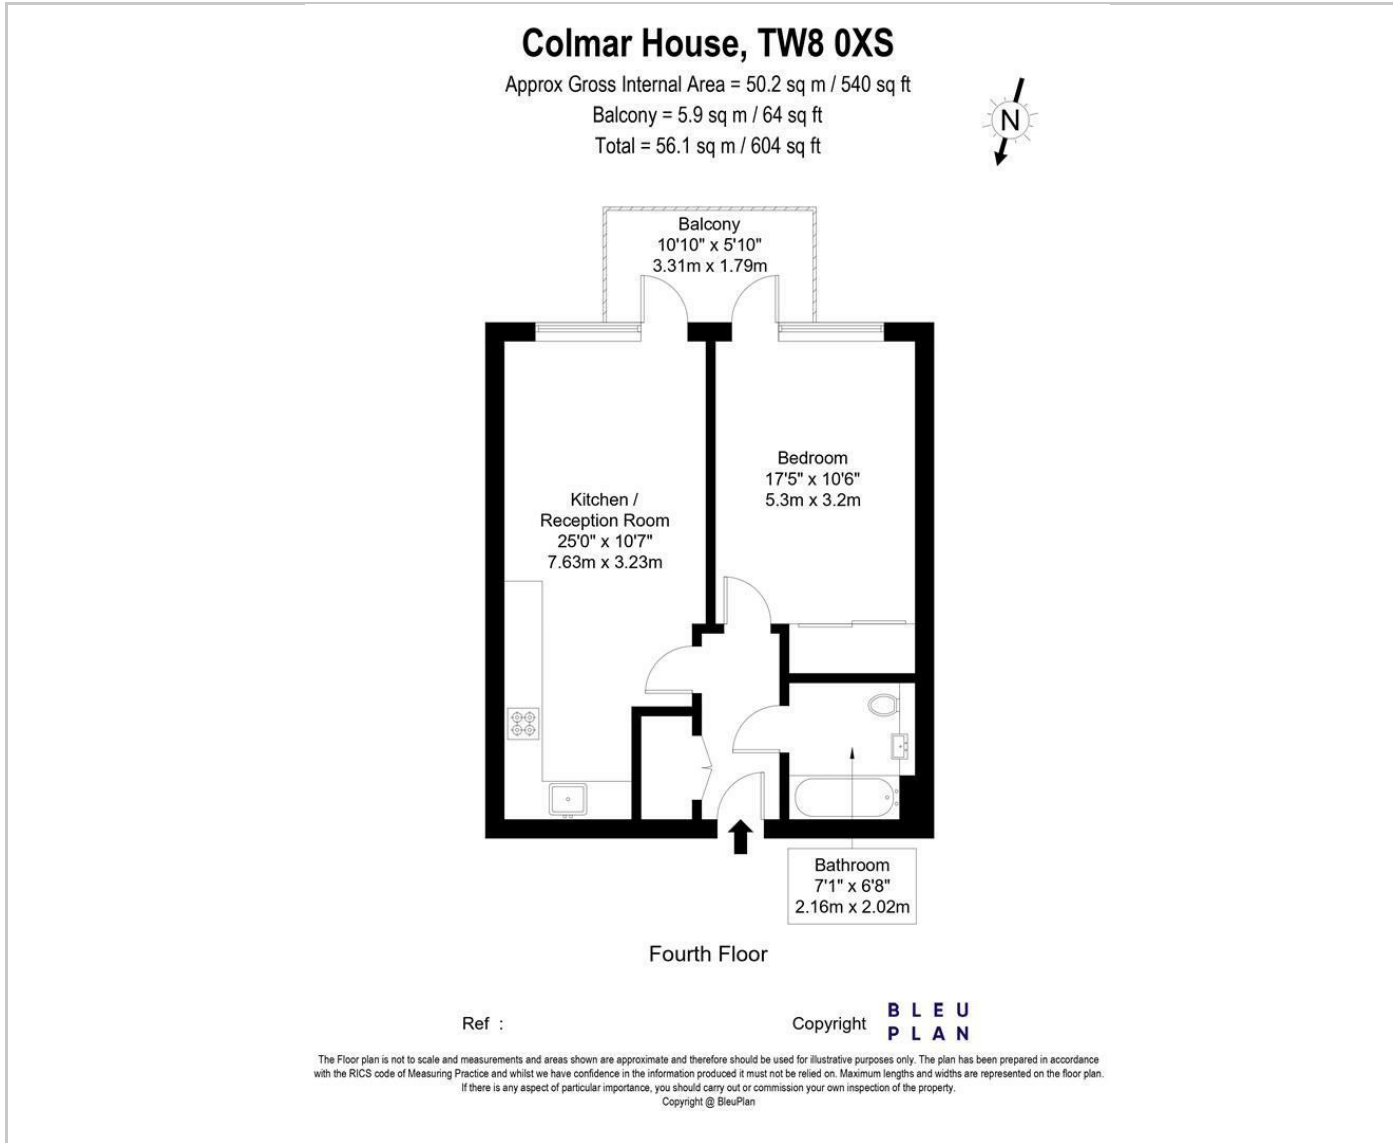 Colmar House, TW8 0XS
Approx Gross Internal Area = 50.2 sq m / 540 sq ft
Balcony = 5.9 sq m / 64 sq ft
Total = 56.1 sq m / 604 sq ft
N
Balcony
10'10" x 5'10"
3.31m x 1.79m
Bedroom
17'5" x 10'6"
5.3m x 3.2m
Kitchen /
Reception Room
25'0" x 10'7"
7.63m x 3.23m
Bathroom
7'1" x 6'8"
2.16m x 2.02m
Fourth Floor
Ref :
Copyright
BLEU
PLAN
The Floor plan is not to scale and measurements and areas shown are approximate and therefore should be used for illustrative purposes only. The plan has been prepared in accordance
with the RICS code of Measuring Practice and whilst we have confidence in the information produced it must not be relied on. Maximum lengths and widths are represented on the floor plan.
If there is any aspect of particular importance, you should carry out or commission your own inspection of the property.
Copyright @ BleuPlan